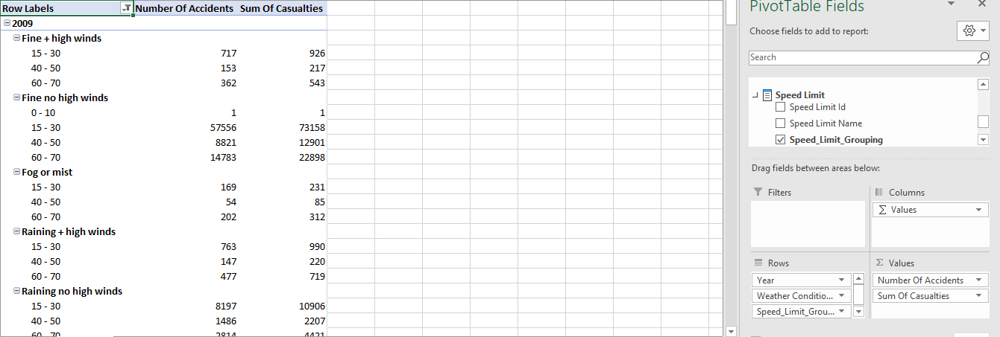 Row Labels Number Of Accidents Sum Of Casualties
2009
Fine + high winds
15 - 30 717 926
40 - 50 153 217
60 - 70 362 543
Fine no high winds
0 - 10 1 1
15 - 30 57556 73158
40 - 50 8821 12901
60 - 70 14783 22898
Fog or mist
15 - 30 169 231
40 - 50 54 85
60 - 70 202 312
Raining + high winds
15 - 30 763 990
40 - 50 147 220
60 - 70 477 719
Raining no high winds
15 - 30 8197 10906
40 - 50 1486 2207
60 - 70 2814 4421
PivotTable Fields
Choose fields to add to report:
Search
Speed Limit
Speed Limit Id
Speed Limit Name
Speed_Limit_Grouping
Drag fields between areas below:
Filters
Columns
Σ Values
Rows
Year
Weather Conditio...
Speed_Limit_Grou...
Σ Values
Number Of Accidents
Sum Of Casualties